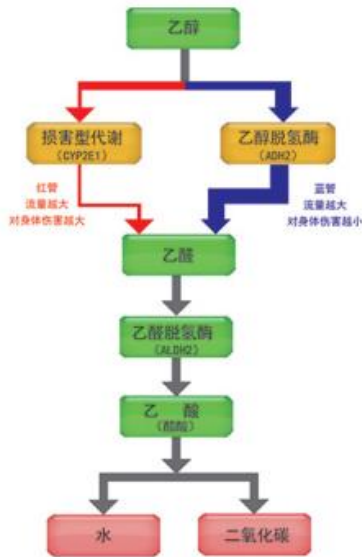 乙醇
损害型代谢
(CYP2E1)
乙醇脱氢酶
(ADH2)
红管
流量越大
对身体伤害越大
蓝管
流量越大
对身体伤害越小
乙醛
乙醛脱氢酶
(ALDH2)
乙 酸
(醋酸)
水
二氧化碳